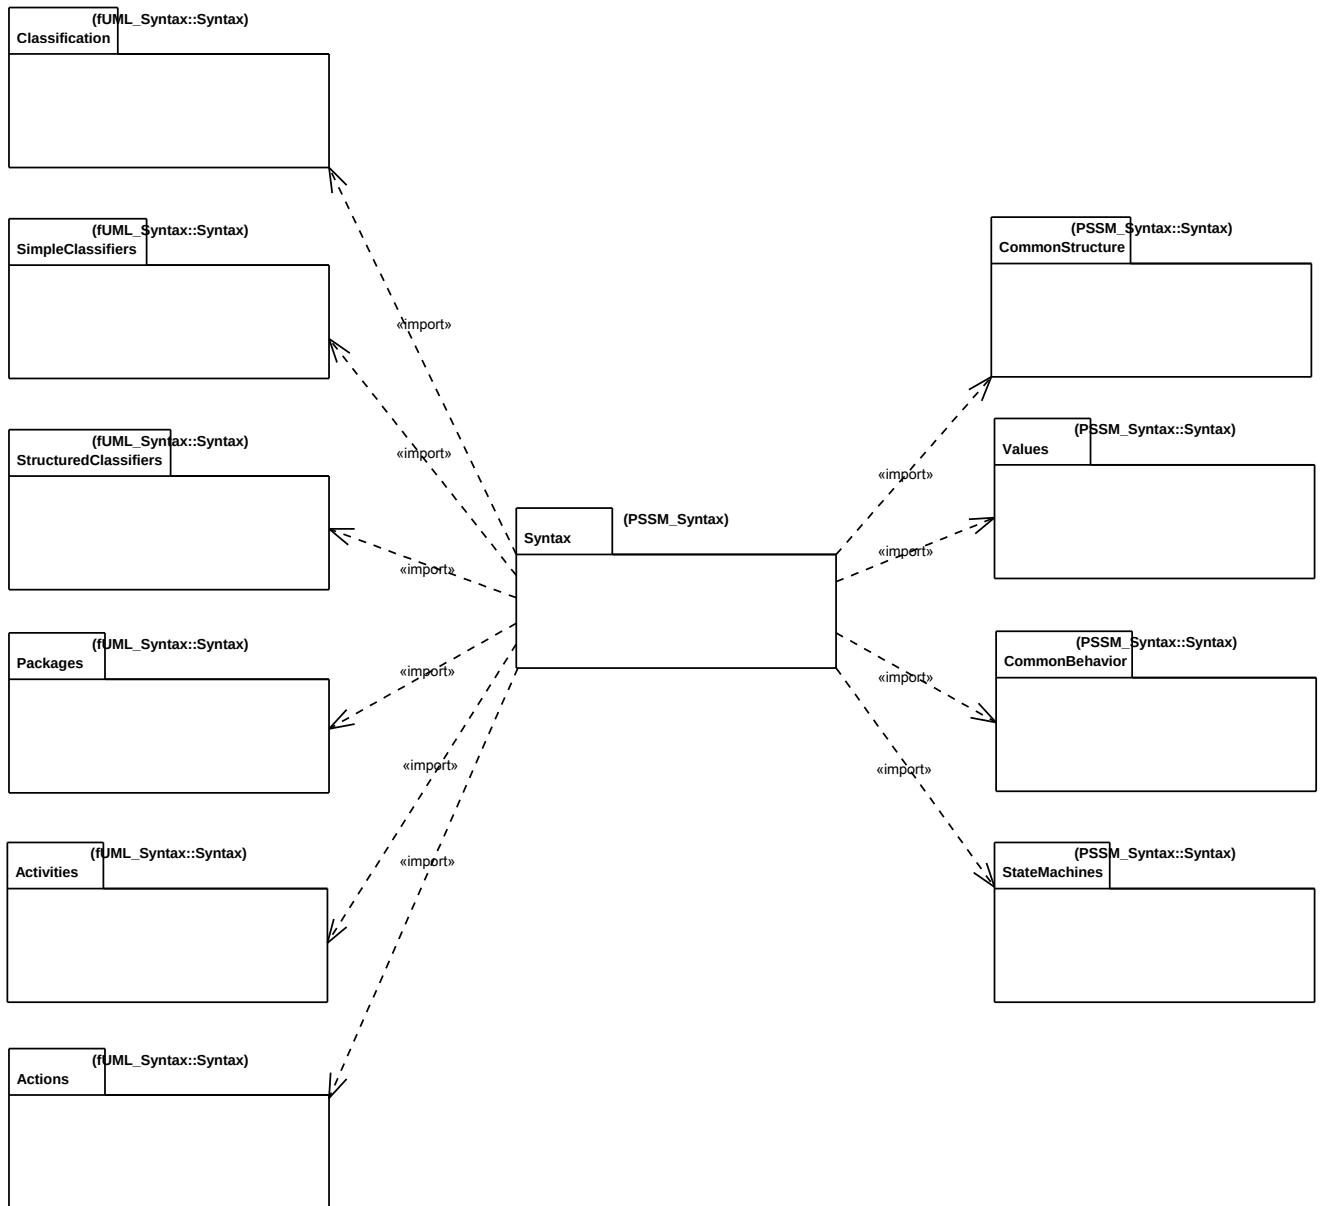 (fUML_Syntax::Syntax)
Classification
(fUML_Syntax::Syntax)
SimpleClassifiers
(PSSM_Syntax::Syntax)
CommonStructure
«import»
(fUML_Syntax::Syntax)
StructuredClassifiers
(PSSM_Syntax::Syntax)
Values
«import»
«import»
(PSSM_Syntax)
Syntax
«import»
«import»
(fUML_Syntax::Syntax)
Packages
(PSSM_Syntax::Syntax)
CommonBehavior
«import»
«import»
«import»
«import»
(fUML_Syntax::Syntax)
Activities
(PSSM_Syntax::Syntax)
StateMachines
«import»
(fUML_Syntax::Syntax)
Actions